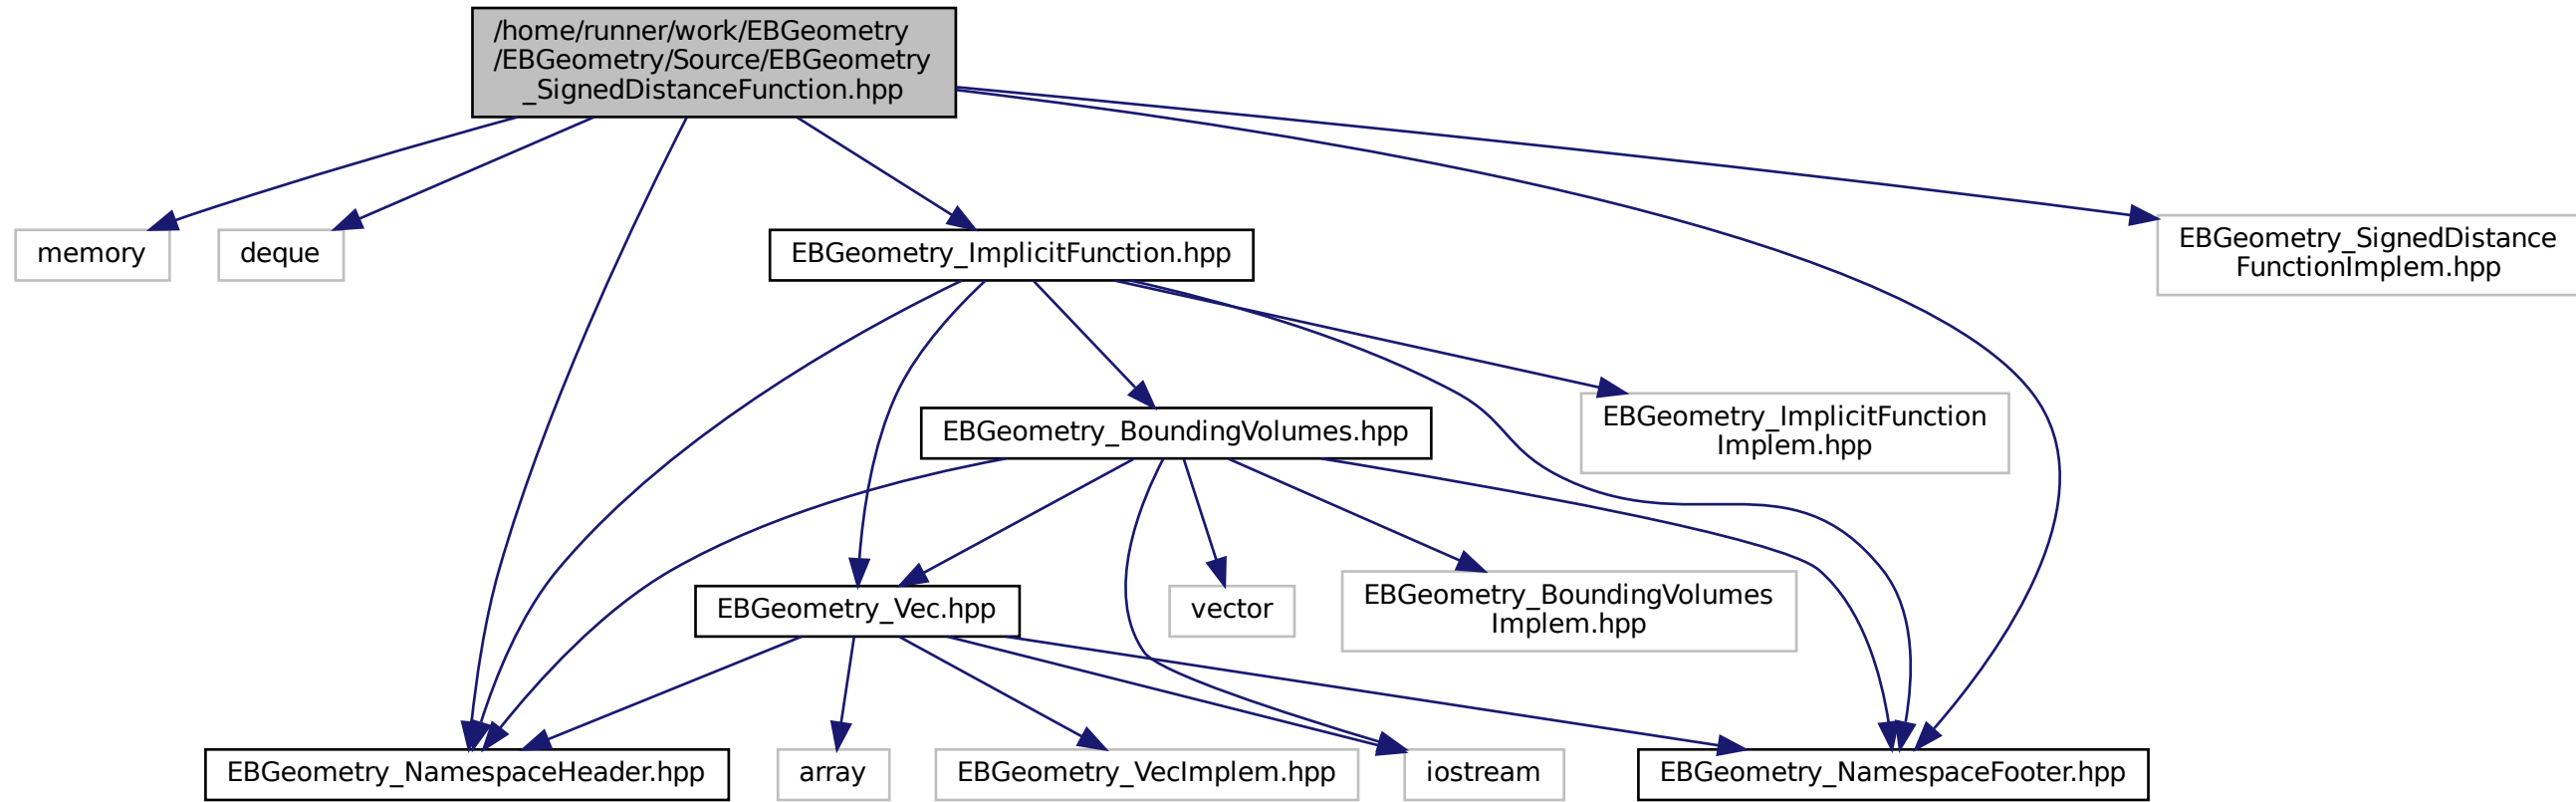 /home/runner/work/EBGeometry
/EBGeometry/Source/EBGeometry
_SignedDistanceFunction.hpp
memory
deque
EBGeometry_ImplicitFunction.hpp
EBGeometry_SignedDistance
FunctionImplem.hpp
EBGeometry_BoundingVolumes.hpp
EBGeometry_ImplicitFunction
Implem.hpp
EBGeometry_Vec.hpp
vector
EBGeometry_BoundingVolumes
Implem.hpp
EBGeometry_NamespaceHeader.hpp
array
EBGeometry_VecImplem.hpp
iostream
EBGeometry_NamespaceFooter.hpp